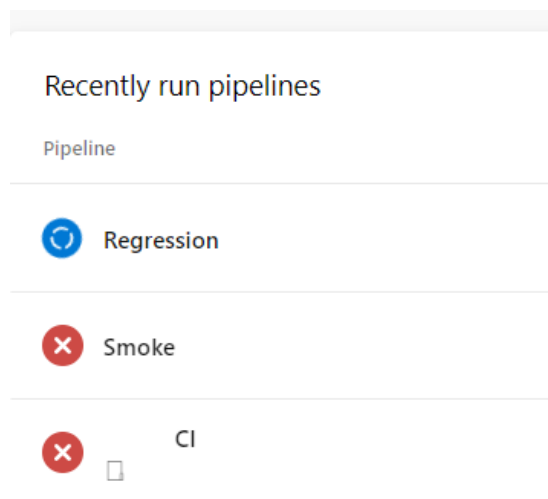 Recently run pipelines
Pipeline
Regression
Smoke
CI